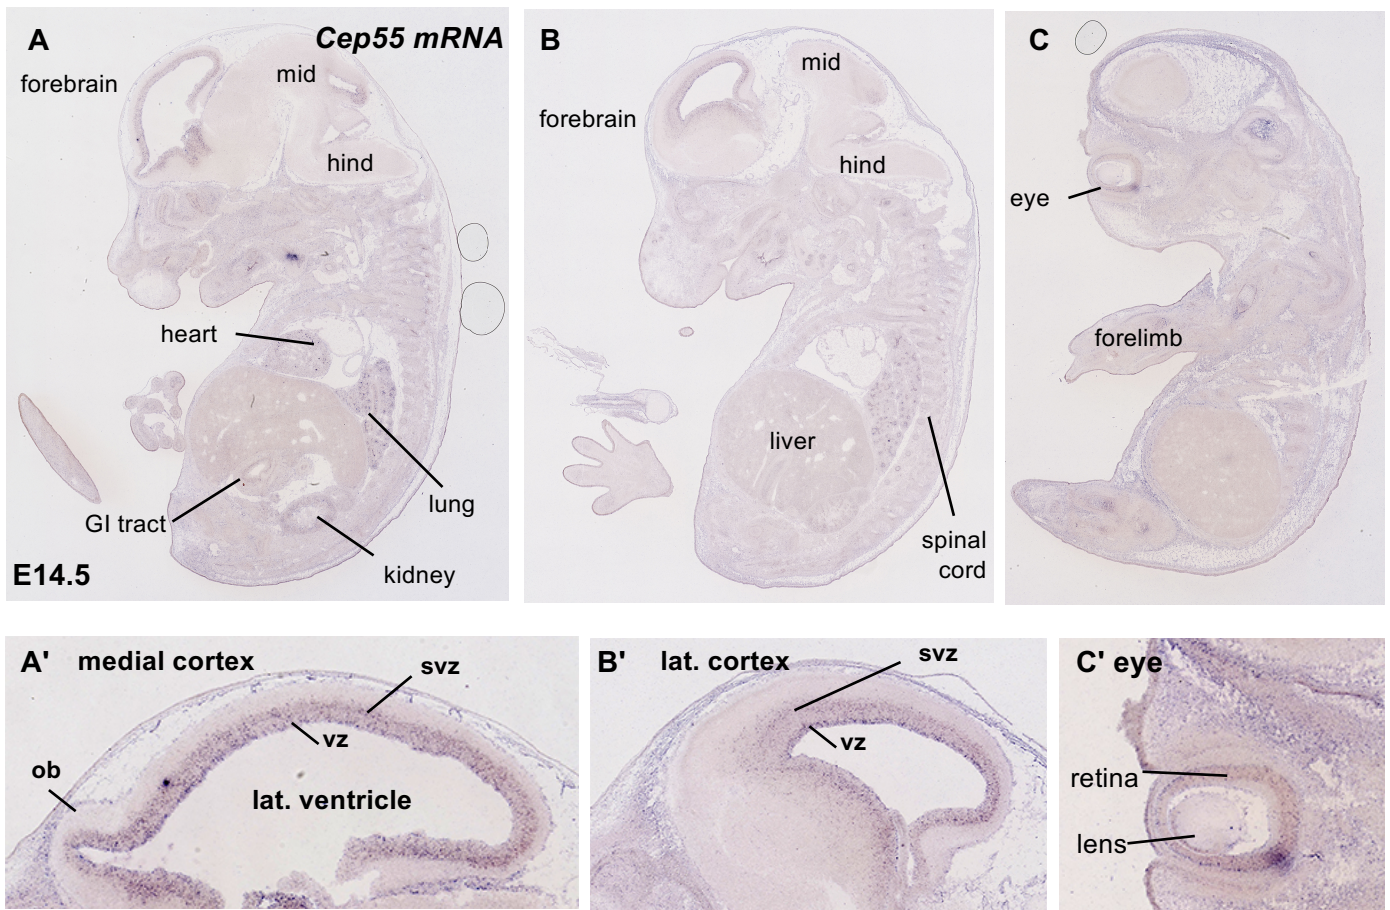 A
Cep55 mRNA
forebrain
mid
hind
heart
lung
GI tract
kidney
E14.5
B
mid
forebrain
hind
liver
spinal
cord
C
eye
forelimb
A' medial cortex
svz
vz
ob
lat. ventricle
B' lat. cortex
svz
vz
C' eye
retina
lens